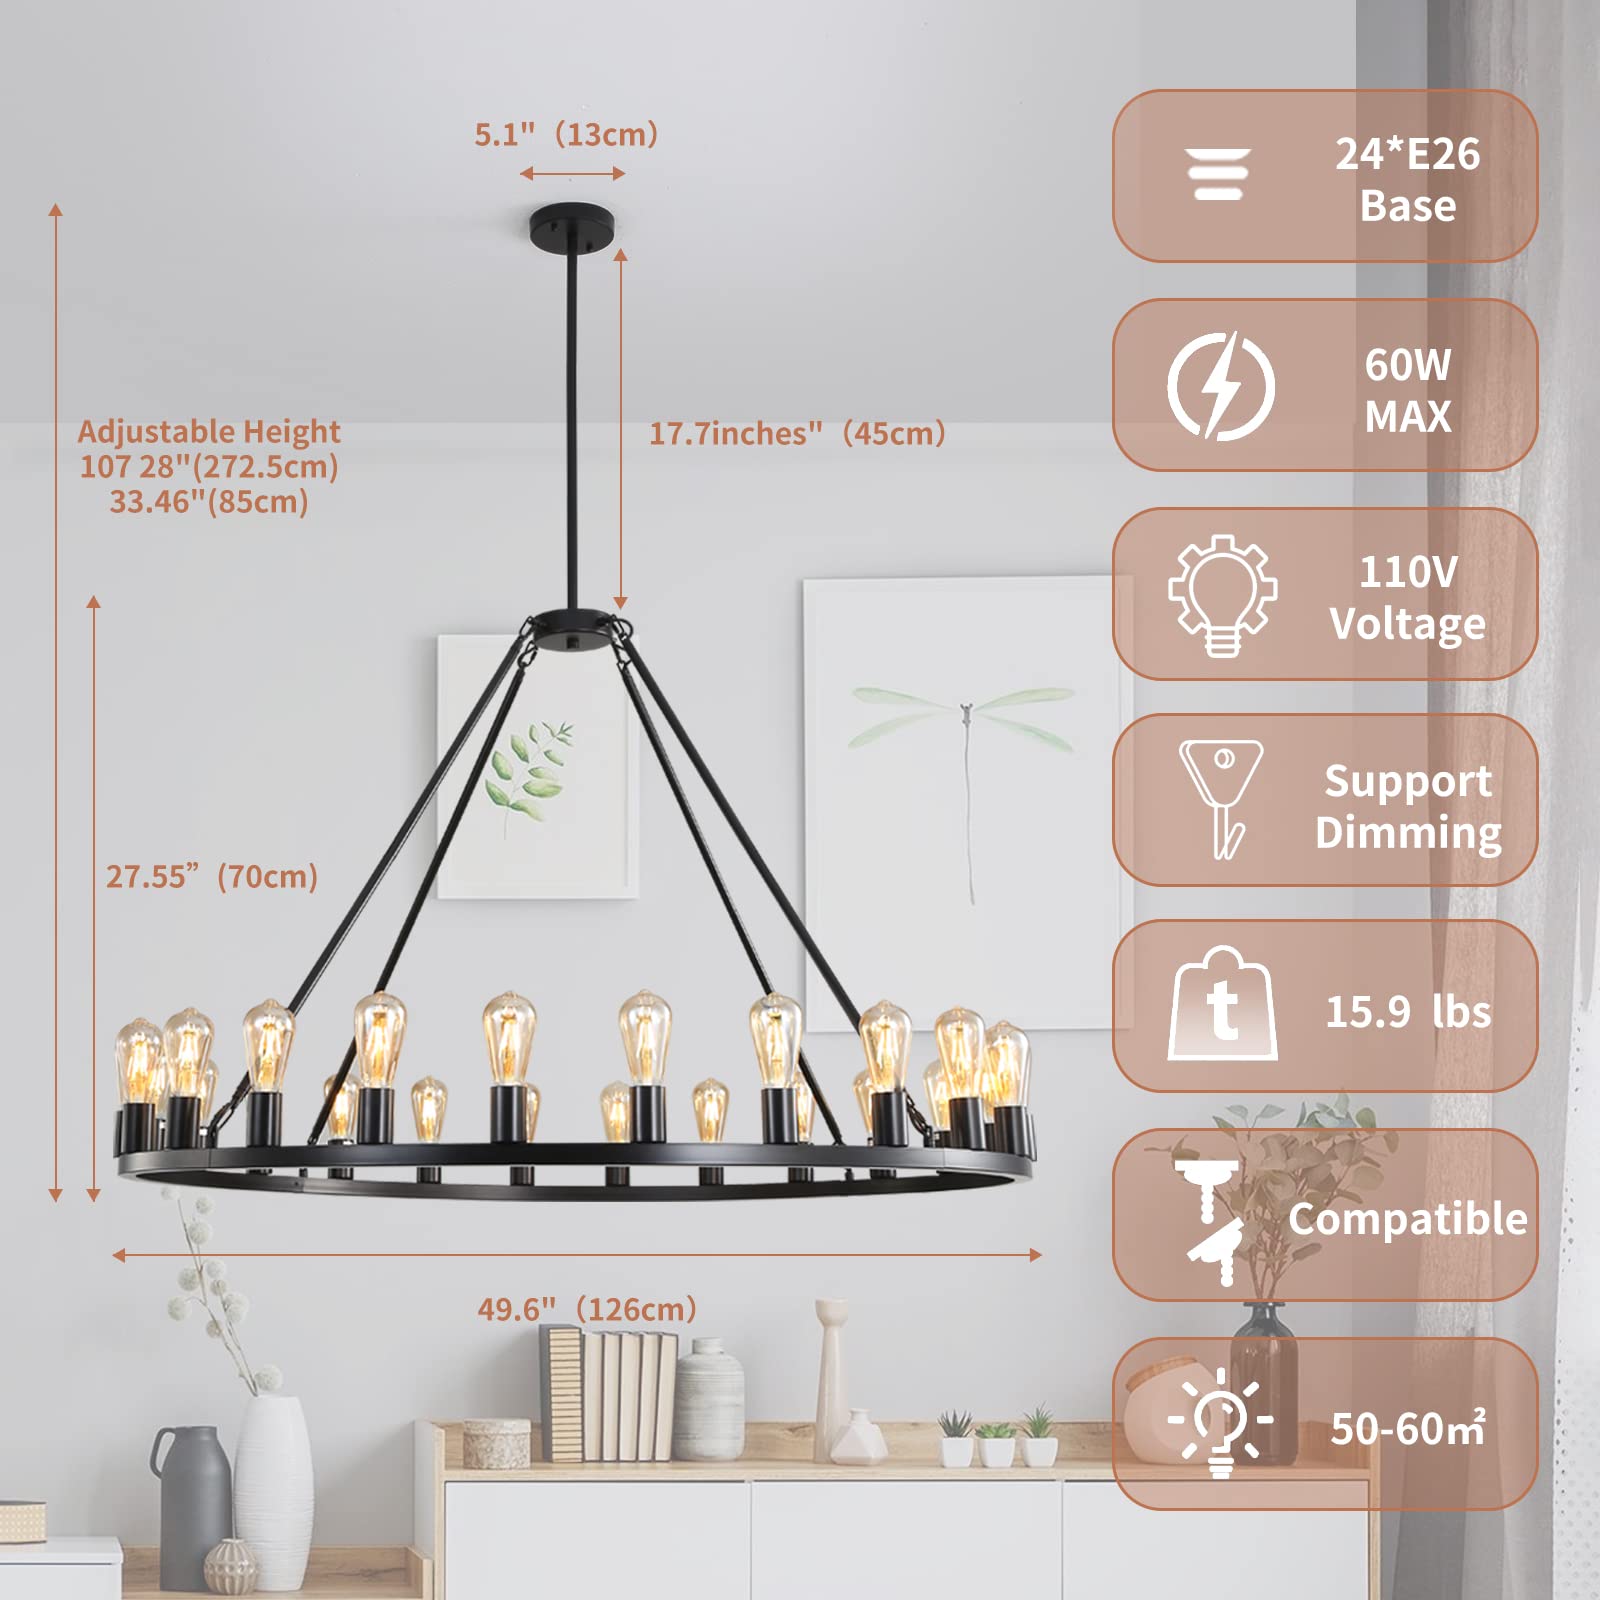 5.1"（13cm）
Adjustable Height
107 28"(272.5cm)
33.46"(85cm)
17.7inches"（45cm）
27.55”（70cm）
49.6"（126cm）
24*E26
Base
60W
MAX
110V
Voltage
Support
Dimming
t
15.9 lbs
Compatible
50-60㎡